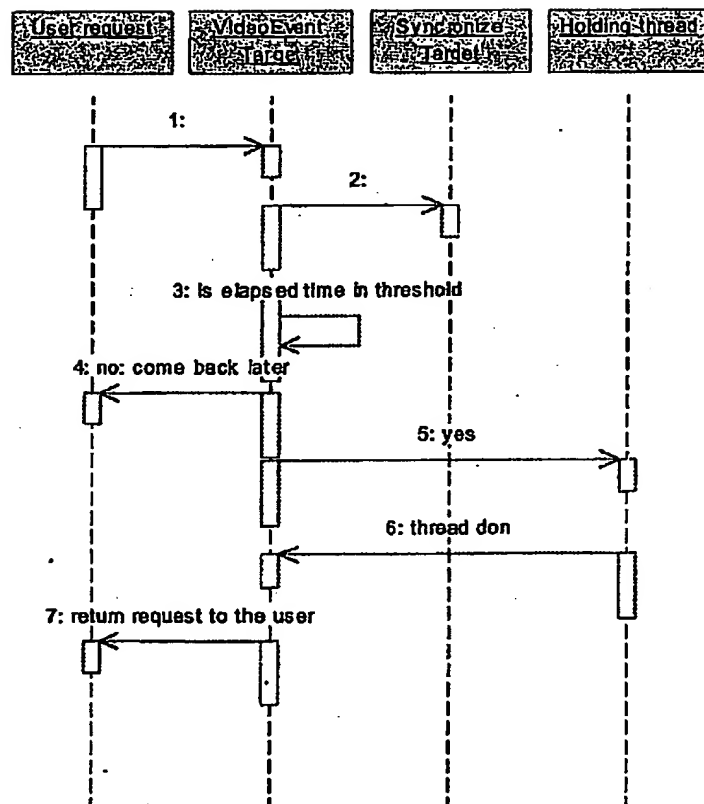 User request
VideoEvent
Target
Syncronize
Target
Holding thread
1:
2:
3: Is elapsed time in threshold
4: no: come back later
5: yes
6: thread don
7: return request to the user